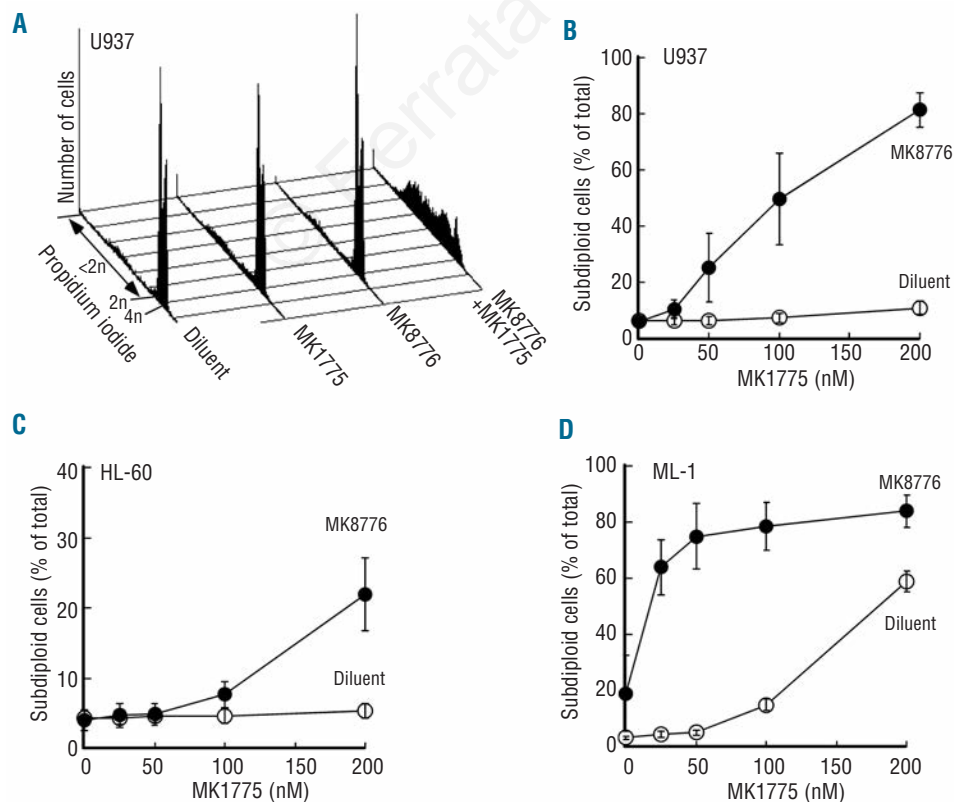 A
U937
Number of cells
Propidium iodide
<2n
2n
4n
Diluent
MK1775
MK8776
MK8776
+MK1775
© Ferrata
B
U937
Subdiploid cells (% of total)
100
80
60
40
20
0
MK8776
Diluent
0 50 100 150 200
MK1775 (nM)
C
HL-60
Subdiploid cells (% of total)
40
30
20
10
0
MK8776
Diluent
0 50 100 150 200
MK1775 (nM)
D
ML-1
Subdiploid cells (% of total)
100
80
60
40
20
0
MK8776
Diluent
0 50 100 150 200
MK1775 (nM)